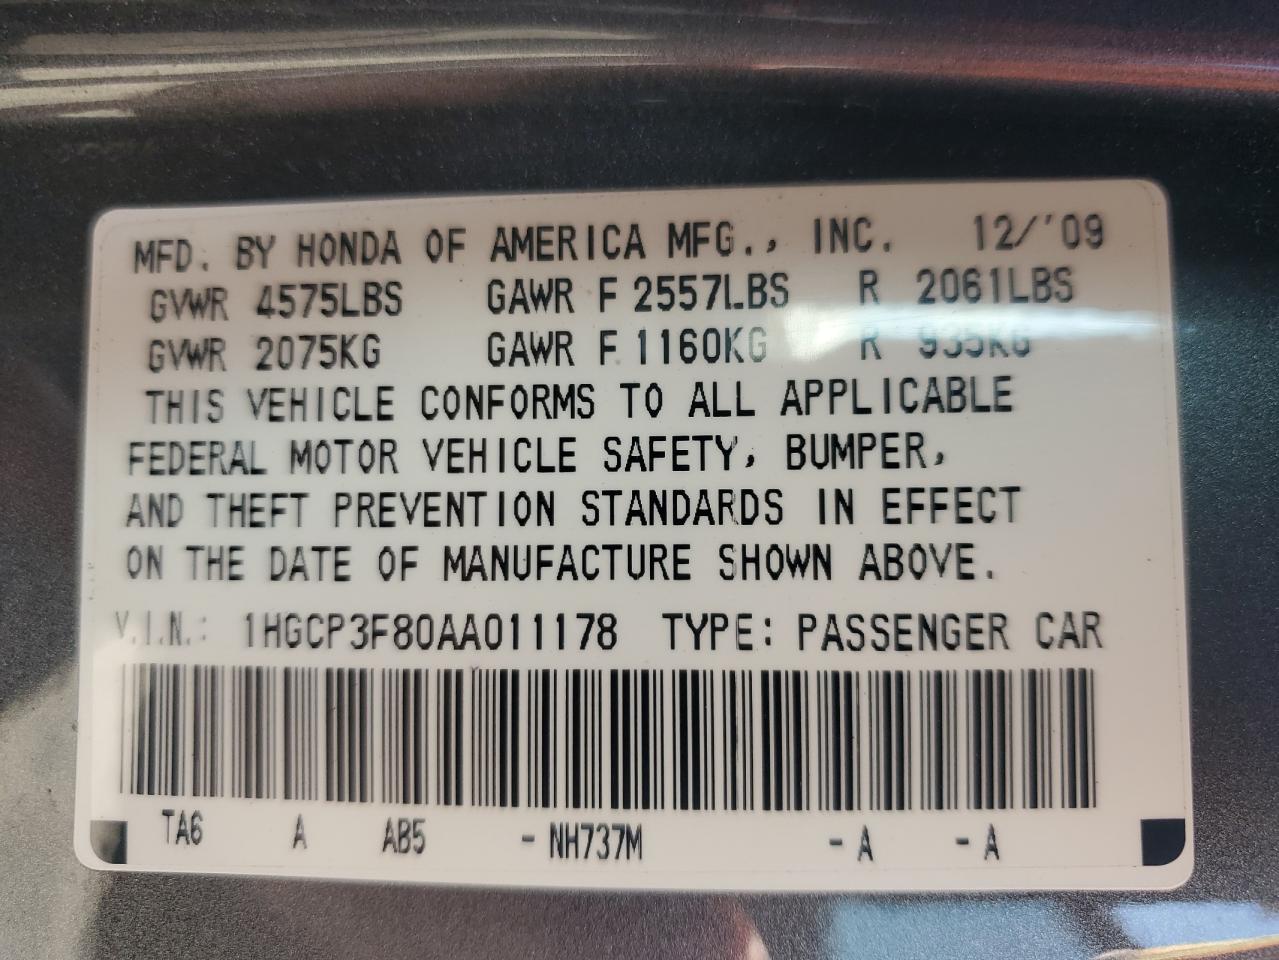 MFD. BY HONDA OF AMERICA MFG., INC. 12/'09
GVWR 4575LBS GAWR F 2557LBS R 2061LBS
GVWR 2075KG GAWR F 1160KG R 935KG
THIS VEHICLE CONFORMS TO ALL APPLICABLE
FEDERAL MOTOR VEHICLE SAFETY, BUMPER,
AND THEFT PREVENTION STANDARDS IN EFFECT
ON THE DATE OF MANUFACTURE SHOWN ABOVE.
V.I.N.: 1HGCP3F80AA011178 TYPE: PASSENGER CAR
TA6 A AB5 - NH737M - A - A